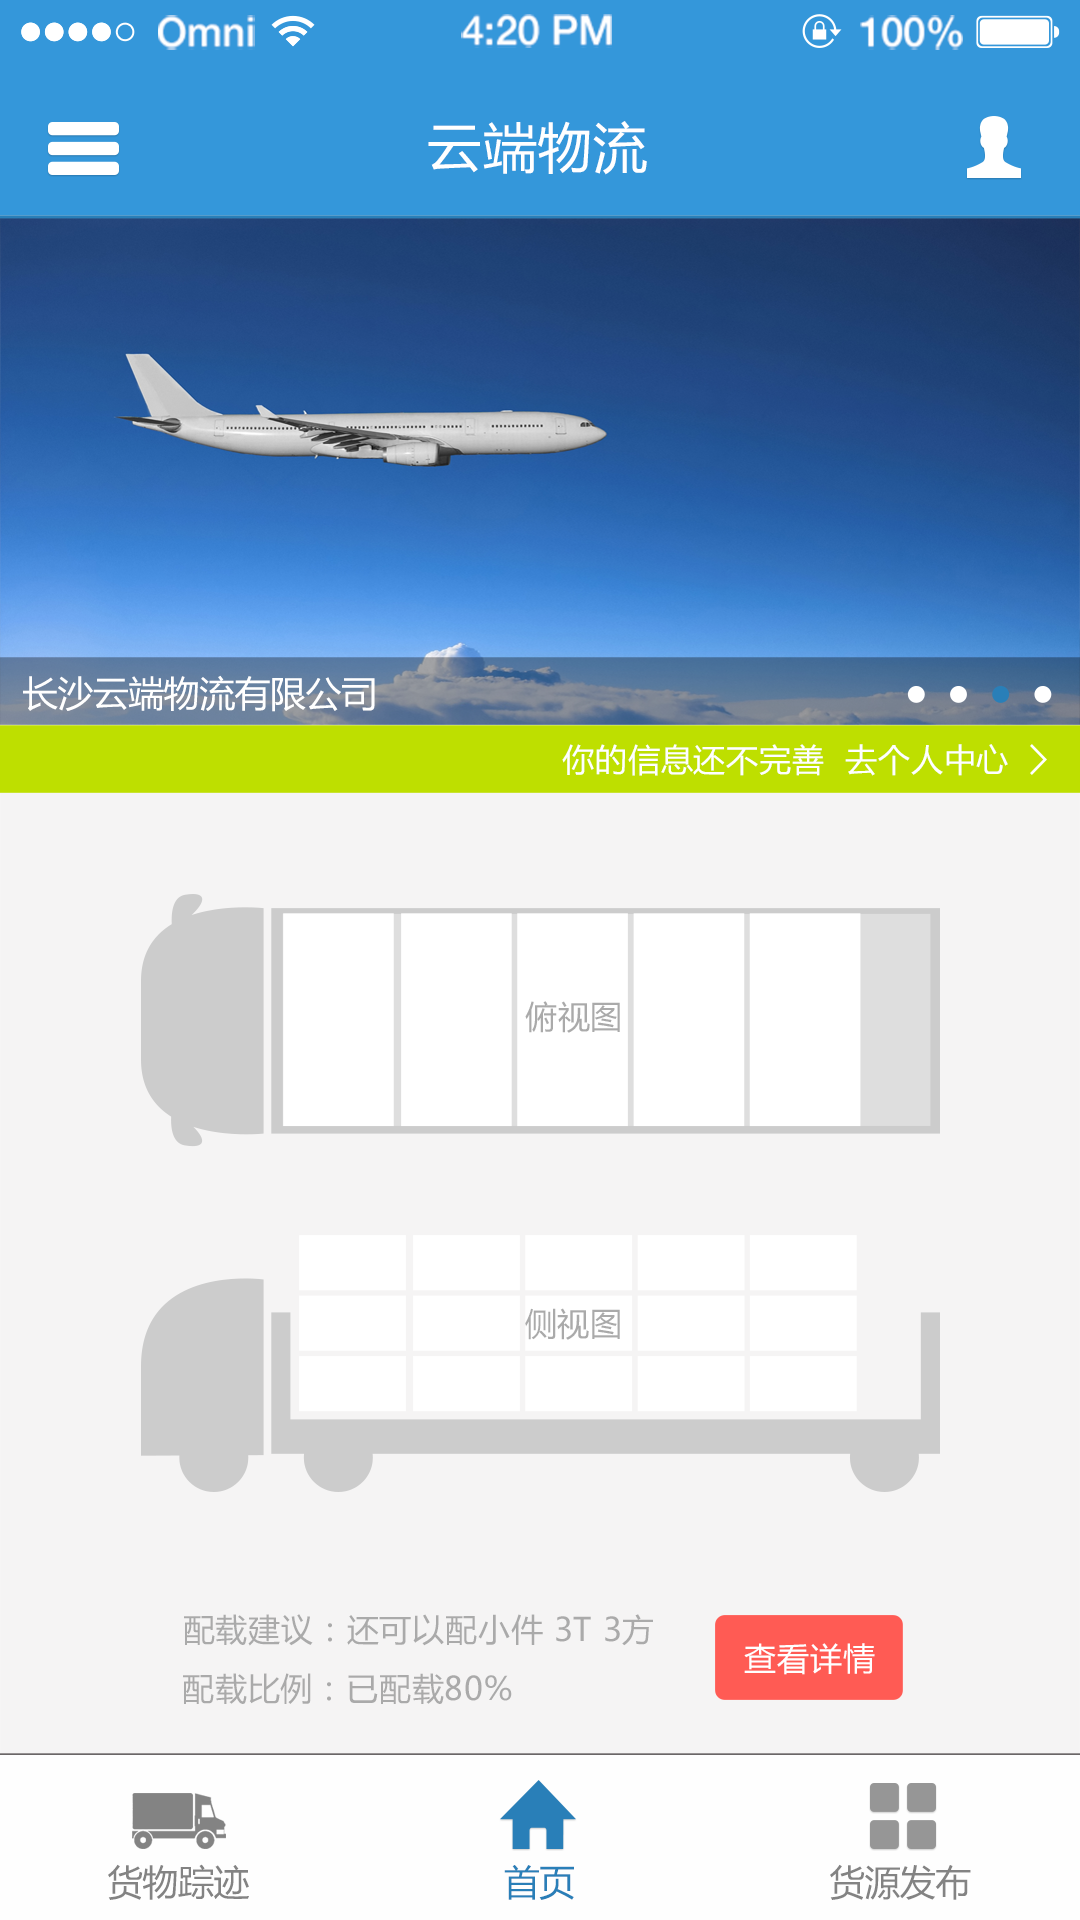 Omni 4:20 PM 100%
云端物流
长沙云端物流有限公司
你的信息还不完善 去个人中心
俯视图
侧视图
配载建议：还可以配小件 3T 3方
配载比例：已配载80%
查看详情
货物踪迹 首页 货源发布